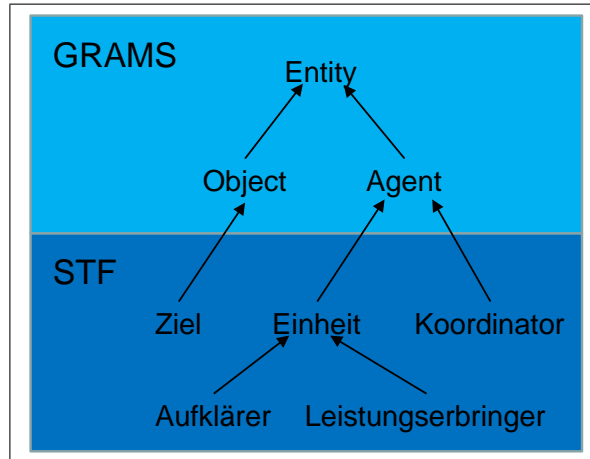 GRAMS
Entity
Object Agent
STF
Ziel Einheit Koordinator
Aufklärer Leistungserbringer